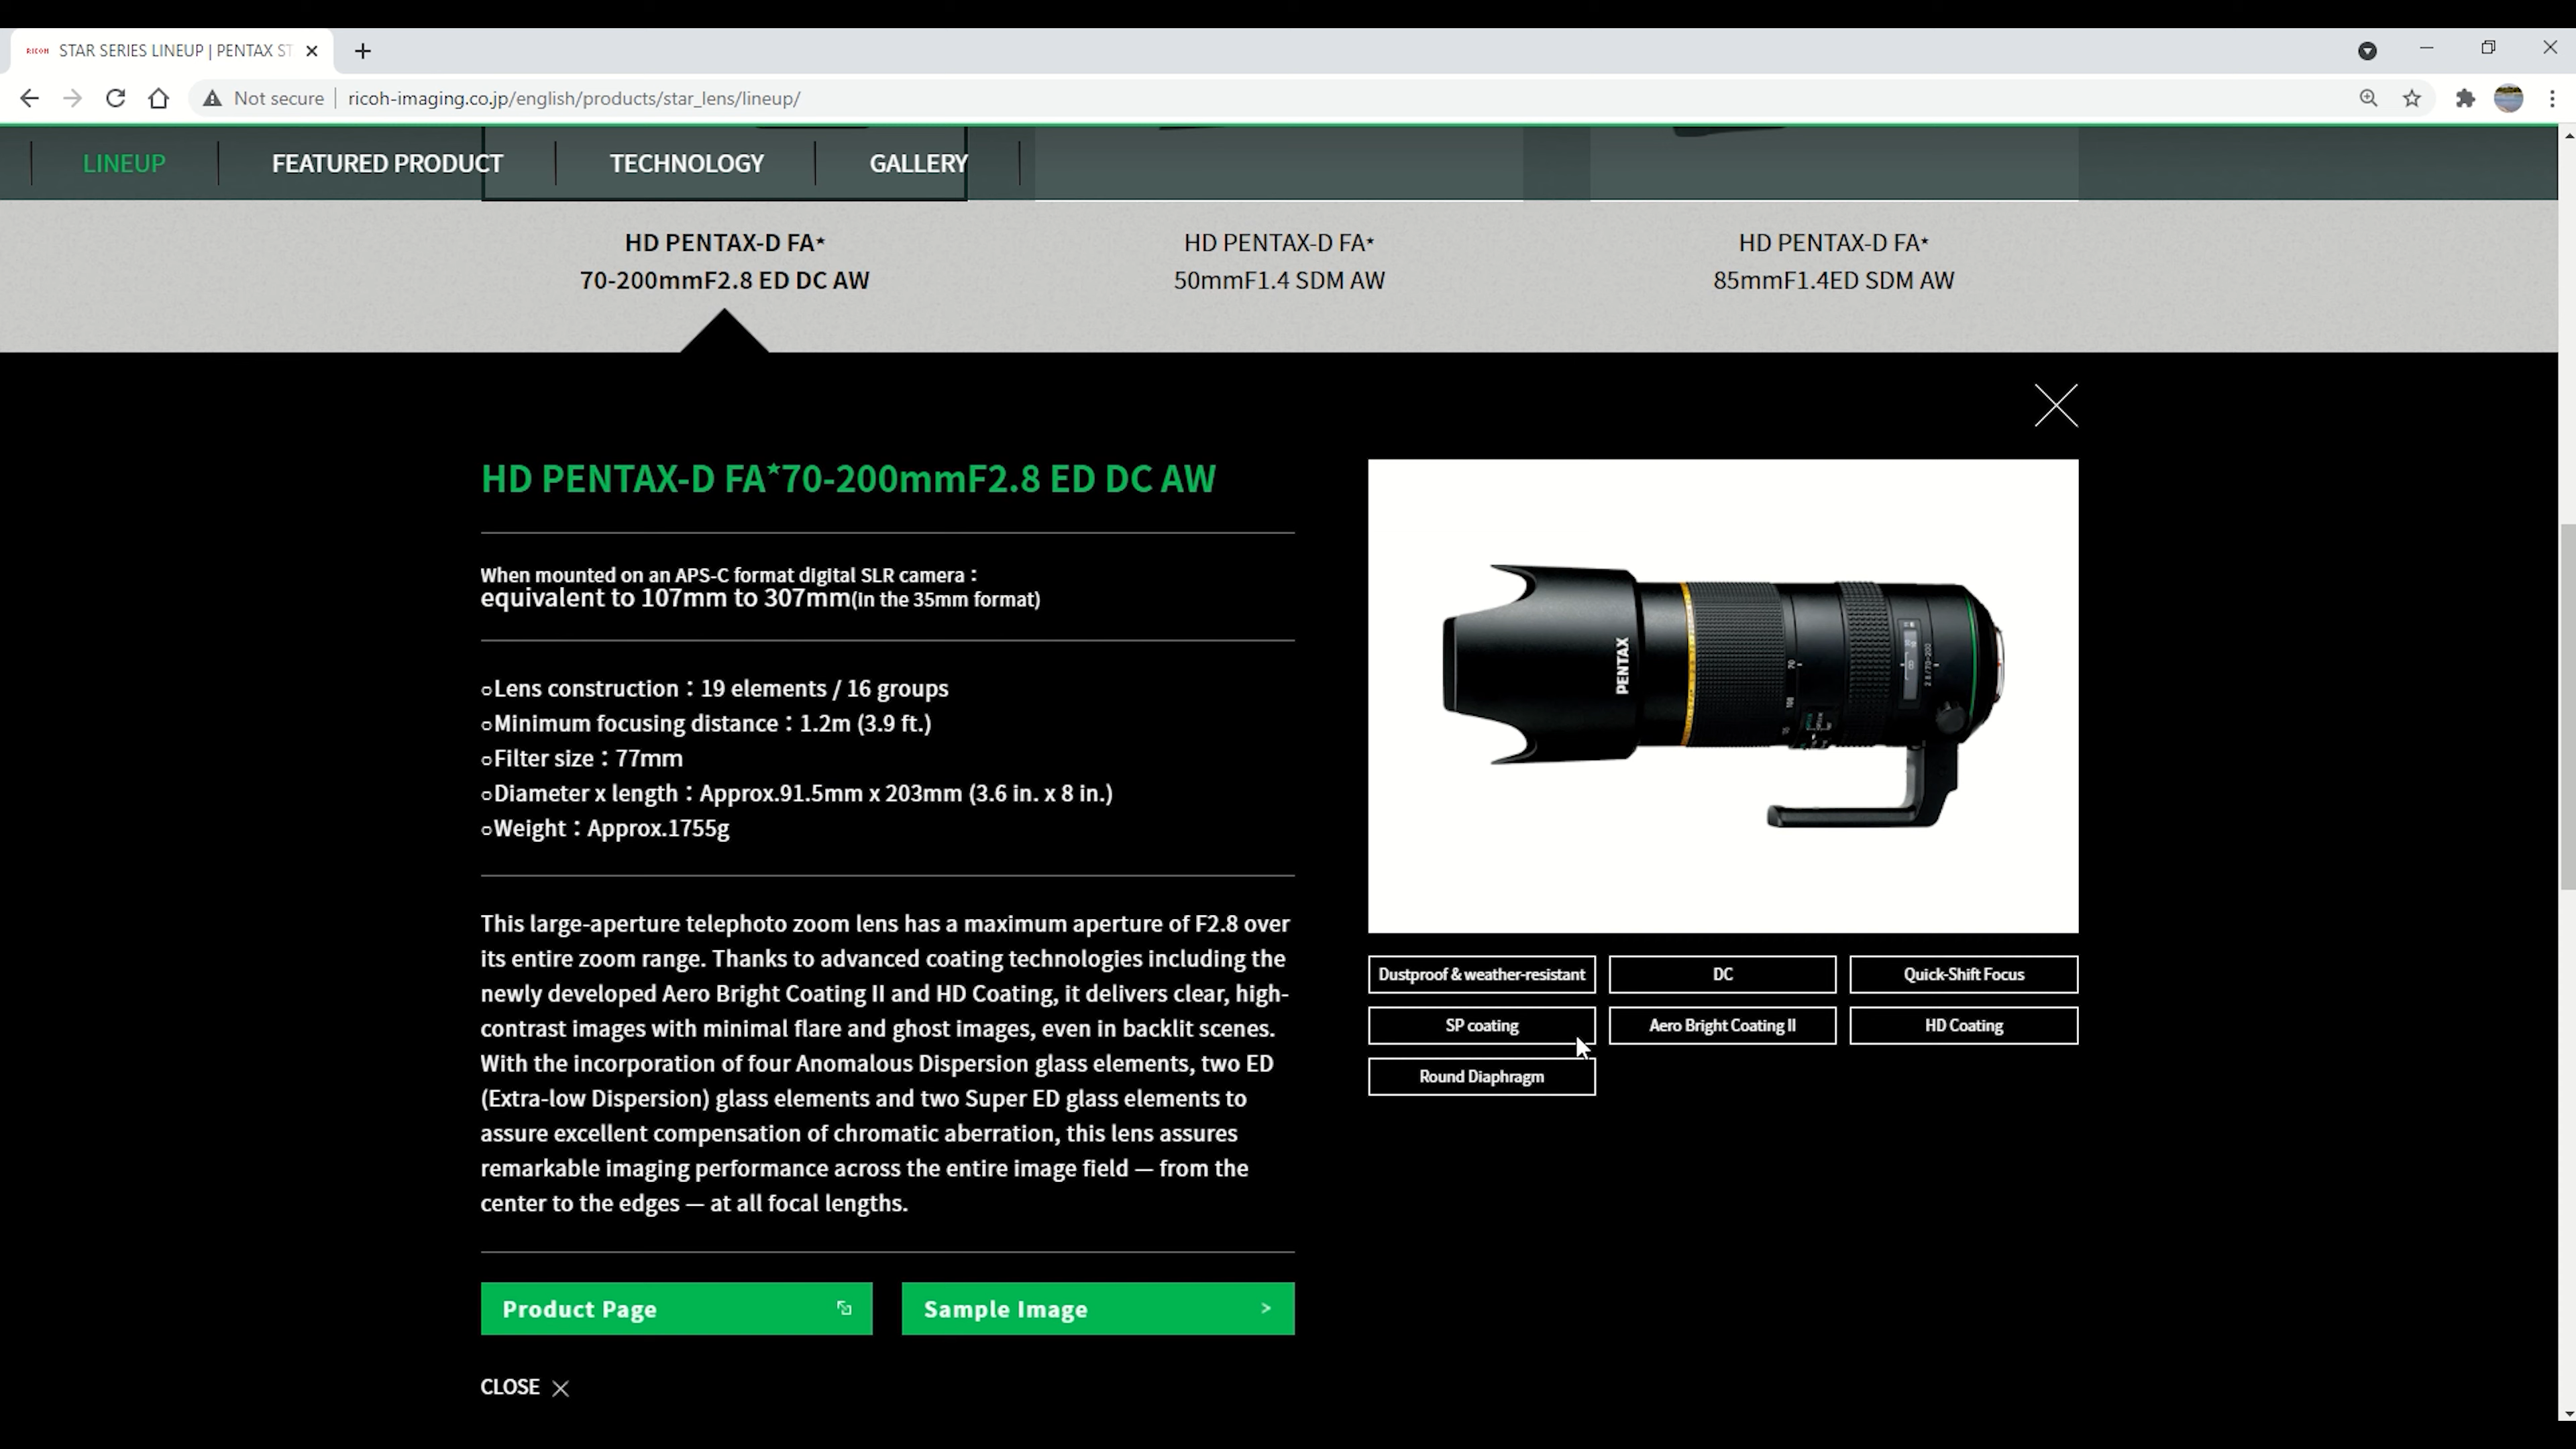 RICOH STAR SERIES LINEUP | PENTAX ST
Not secure ricoh-imaging.co.jp/english/products/star_lens/lineup/
LINEUP FEATURED PRODUCT TECHNOLOGY GALLERY
HD PENTAX-D FA★
70-200mmF2.8 ED DC AW
HD PENTAX-D FA★
50mmF1.4 SDM AW
HD PENTAX-D FA★
85mmF1.4ED SDM AW
HD PENTAX-D FA★70-200mmF2.8 ED DC AW
When mounted on an APS-C format digital SLR camera：
equivalent to 107mm to 307mm(in the 35mm format)
○Lens construction：19 elements / 16 groups
○Minimum focusing distance：1.2m (3.9 ft.)
○Filter size：77mm
○Diameter x length：Approx.91.5mm x 203mm (3.6 in. x 8 in.)
○Weight：Approx.1755g
This large-aperture telephoto zoom lens has a maximum aperture of F2.8 over
its entire zoom range. Thanks to advanced coating technologies including the
newly developed Aero Bright Coating II and HD Coating, it delivers clear, high-
contrast images with minimal flare and ghost images, even in backlit scenes.
With the incorporation of four Anomalous Dispersion glass elements, two ED
(Extra-low Dispersion) glass elements and two Super ED glass elements to
assure excellent compensation of chromatic aberration, this lens assures
remarkable imaging performance across the entire image field — from the
center to the edges — at all focal lengths.
Product Page
Sample Image >
CLOSE
PENTAX
70
100
2.8/70-200
Dustproof & weather-resistant DC Quick-Shift Focus
SP coating Aero Bright Coating II HD Coating
Round Diaphragm